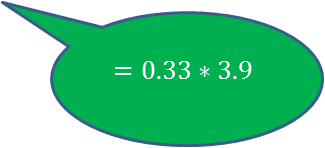 = 0.33 ∗ 3.9